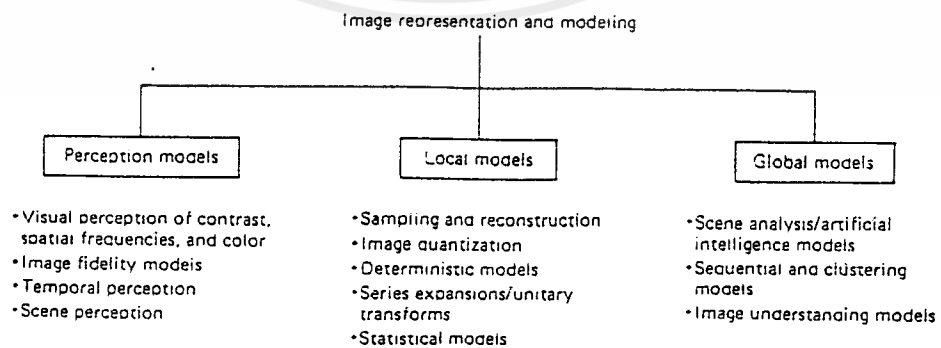 Image representation and modeling
Perception models
Local models
Global models
•Visual perception of contrast,
spatial frequencies, and color
•Image fidelity models
•Temporal perception
•Scene perception
•Sampling and reconstruction
•Image quantization
•Deterministic models
•Series expansions/unitary
transforms
•Statistical models
•Scene analysis/artificial
intelligence models
•Sequential and clustering
models
•Image understanding models